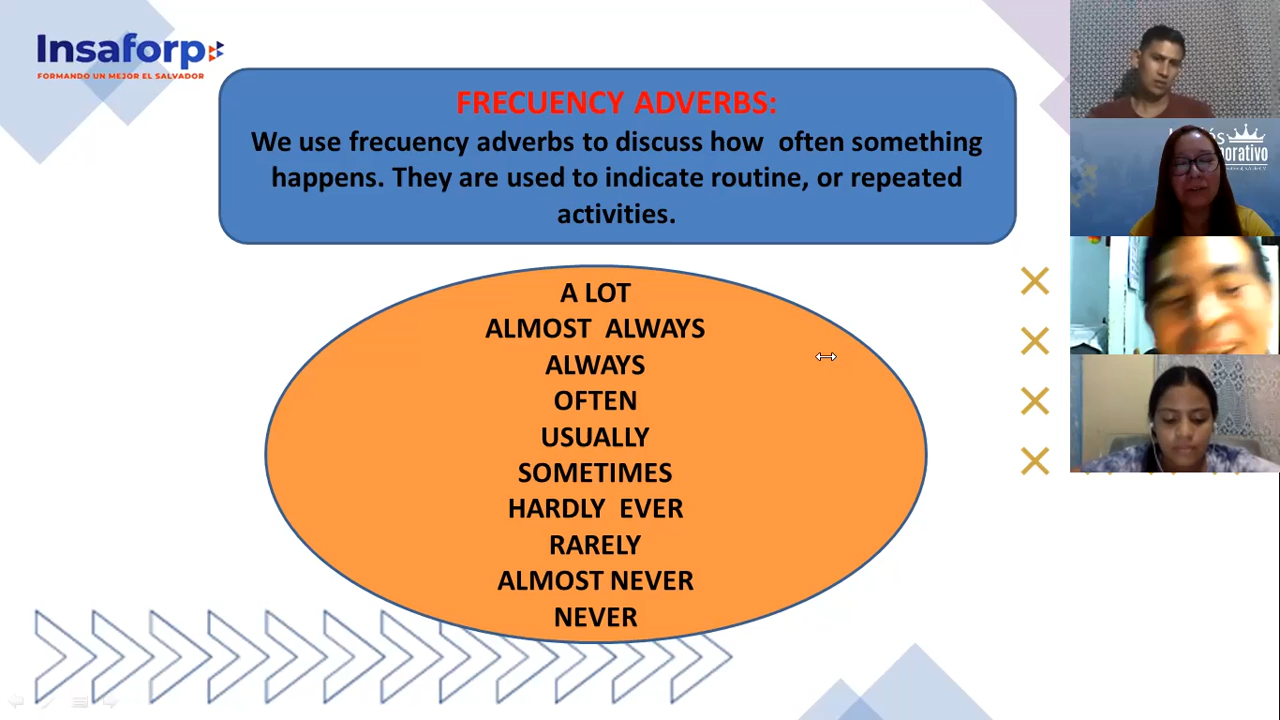 Insaforp
FORMANDO UN MEJOR EL SALVADOR
FRECUENCY ADVERBS:
We use frecuency adverbs to discuss how often something
happens. They are used to indicate routine, or repeated
activities.
A LOT
ALMOST ALWAYS
ALWAYS
OFTEN
USUALLY
SOMETIMES
HARDLY EVER
RARELY
ALMOST NEVER
NEVER